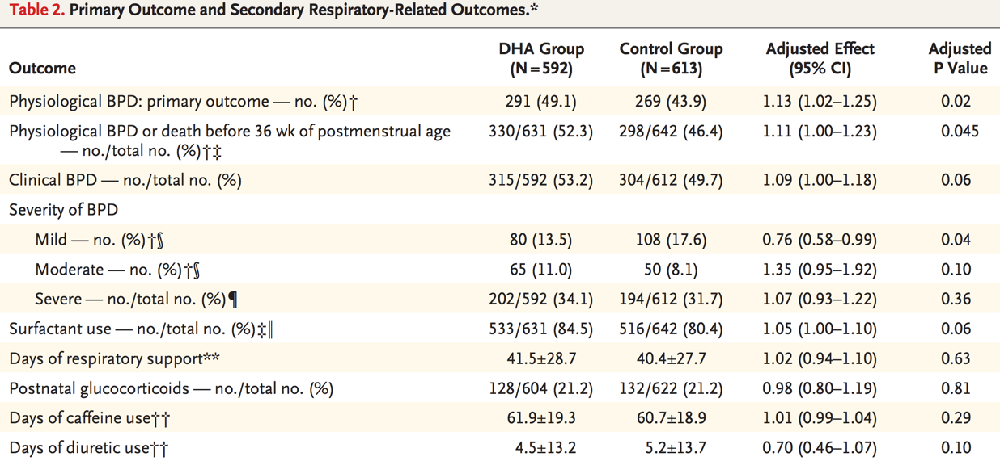 Table 2. Primary Outcome and Secondary Respiratory-Related Outcomes.*
Outcome DHA Group (N=592) Control Group (N=613) Adjusted Effect (95% CI) Adjusted P Value
Physiological BPD: primary outcome — no. (%)† 291 (49.1) 269 (43.9) 1.13 (1.02–1.25) 0.02
Physiological BPD or death before 36 wk of postmenstrual age 330/631 (52.3) 298/642 (46.4) 1.11 (1.00–1.23) 0.045
— no./total no. (%)†‡
Clinical BPD — no./total no. (%) 315/592 (53.2) 304/612 (49.7) 1.09 (1.00–1.18) 0.06
Severity of BPD
Mild — no. (%)†§ 80 (13.5) 108 (17.6) 0.76 (0.58–0.99) 0.04
Moderate — no. (%)†§ 65 (11.0) 50 (8.1) 1.35 (0.95–1.92) 0.10
Severe — no./total no. (%)¶ 202/592 (34.1) 194/612 (31.7) 1.07 (0.93–1.22) 0.36
Surfactant use — no./total no. (%)‡‖ 533/631 (84.5) 516/642 (80.4) 1.05 (1.00–1.10) 0.06
Days of respiratory support** 41.5±28.7 40.4±27.7 1.02 (0.94–1.10) 0.63
Postnatal glucocorticoids — no./total no. (%) 128/604 (21.2) 132/622 (21.2) 0.98 (0.80–1.19) 0.81
Days of caffeine use†† 61.9±19.3 60.7±18.9 1.01 (0.99–1.04) 0.29
Days of diuretic use†† 4.5±13.2 5.2±13.7 0.70 (0.46–1.07) 0.10